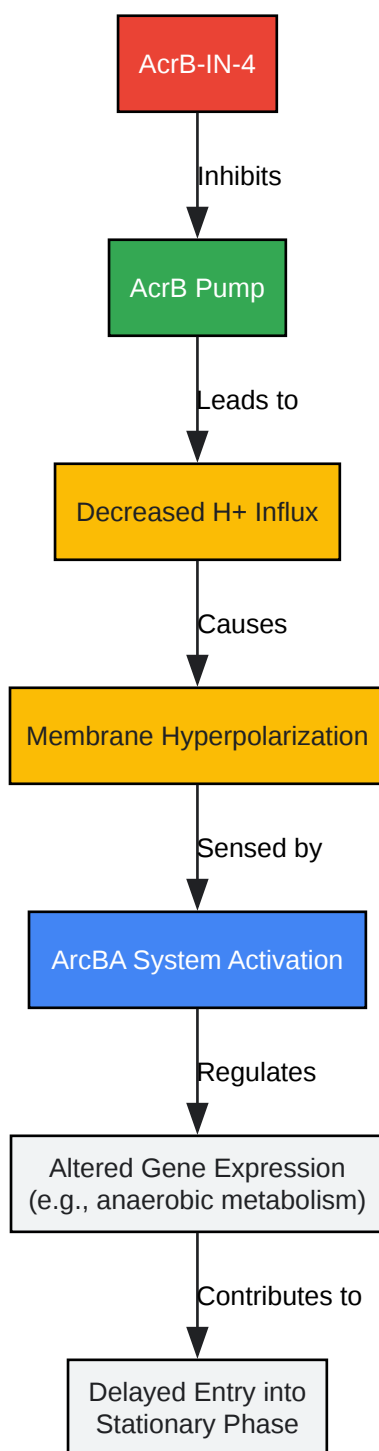 AcrB-IN-4
Inhibits
AcrB Pump
Leads to
Decreased H+ Influx
Causes
Membrane Hyperpolarization
Sensed by
ArcBA System Activation
Regulates
Altered Gene Expression
(e.g., anaerobic metabolism)
Contributes to
Delayed Entry into
Stationary Phase